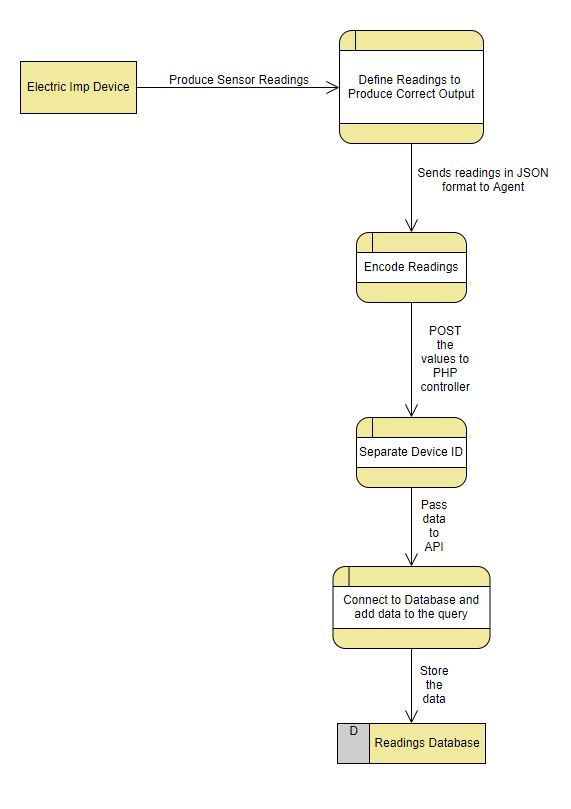 Electric Imp Device
Produce Sensor Readings
Define Readings to
Produce Correct Output
Sends readings in JSON
format to Agent
Encode Readings
POST
the
values to
PHP
controller
Separate Device ID
Pass
data
to
API
Connect to Database and
add data to the query
Store
the
data
D
Readings Database